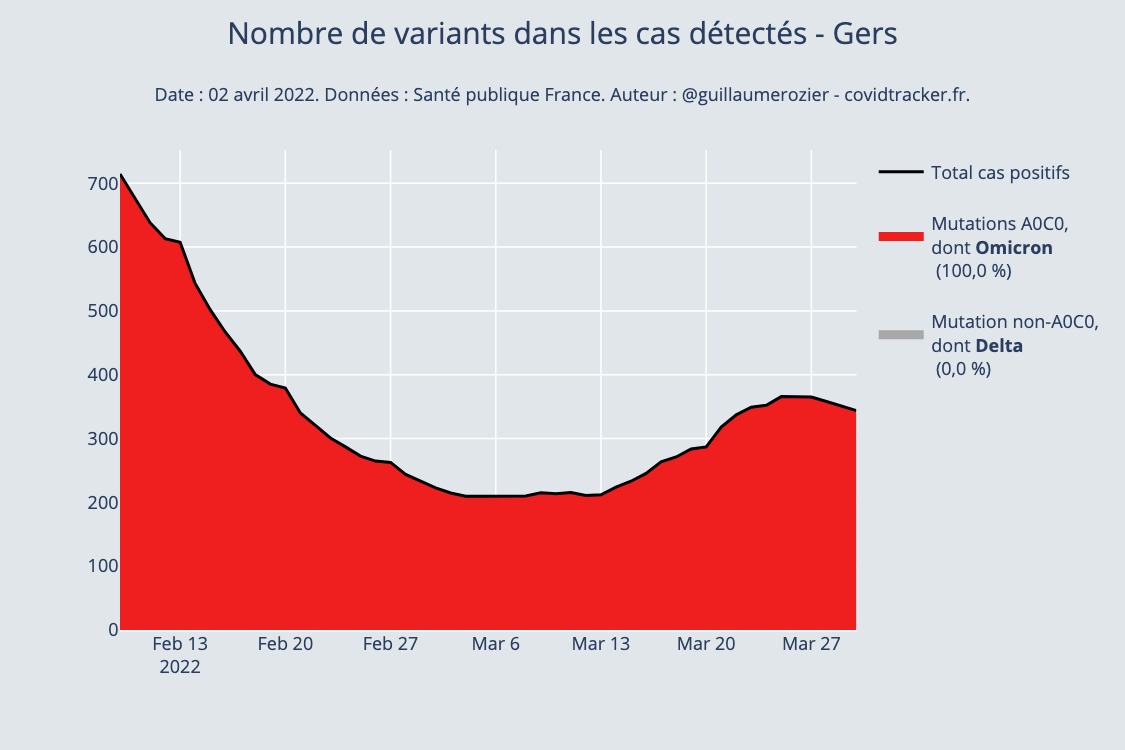 Nombre de variants dans les cas détectés - Gers
Date : 02 avril 2022. Données : Santé publique France. Auteur : @guillaumerozier - covidtracker.fr.
700
600
500
400
300
200
100
0
Feb 13
2022
Feb 20
Feb 27
Mar 6
Mar 13
Mar 20
Mar 27
Total cas positifs
Mutations A0C0,
dont Omicron
(100,0 %)
Mutation non-A0C0,
dont Delta
(0,0 %)